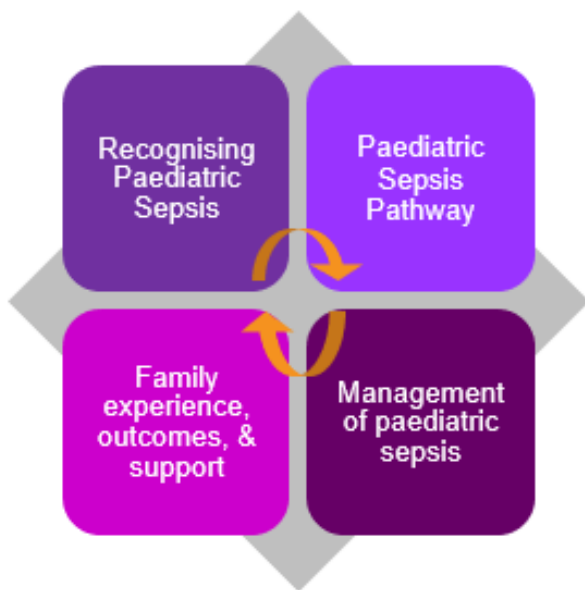 Recognising
Paediatric
Sepsis
Paediatric
Sepsis
Pathway
Family
experience,
outcomes, &
support
Management
of paediatric
sepsis